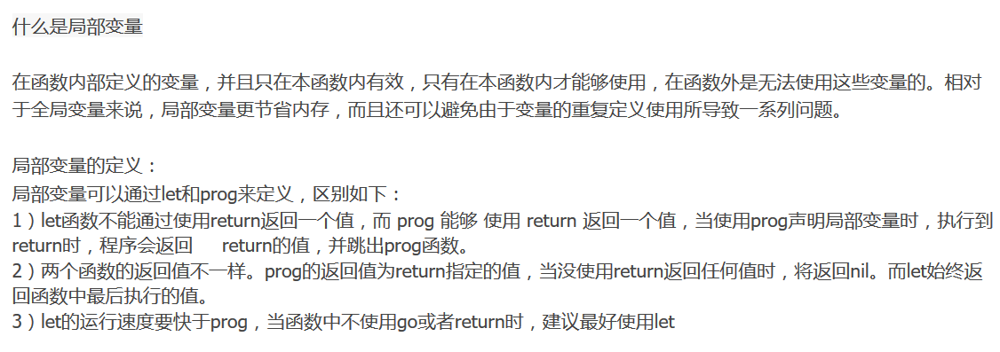 什么是局部变量
在函数内部定义的变量，并且只在本函数内有效，只有在本函数内才能够使用，在函数外是无法使用这些变量的。相对
于全局变量来说，局部变量更节省内存，而且还可以避免由于变量的重复定义使用所导致一系列问题。
局部变量的定义：
局部变量可以通过let和prog来定义，区别如下：
1）let函数不能通过使用return返回一个值，而 prog 能够 使用 return 返回一个值，当使用prog声明局部变量时，执行到
return时，程序会返回 return的值，并跳出prog函数。
2）两个函数的返回值不一样。prog的返回值为return指定的值，当没使用return返回任何值时，将返回nil。而let始终返
回函数中最后执行的值。
3）let的运行速度要快于prog，当函数中不使用go或者return时，建议最好使用let